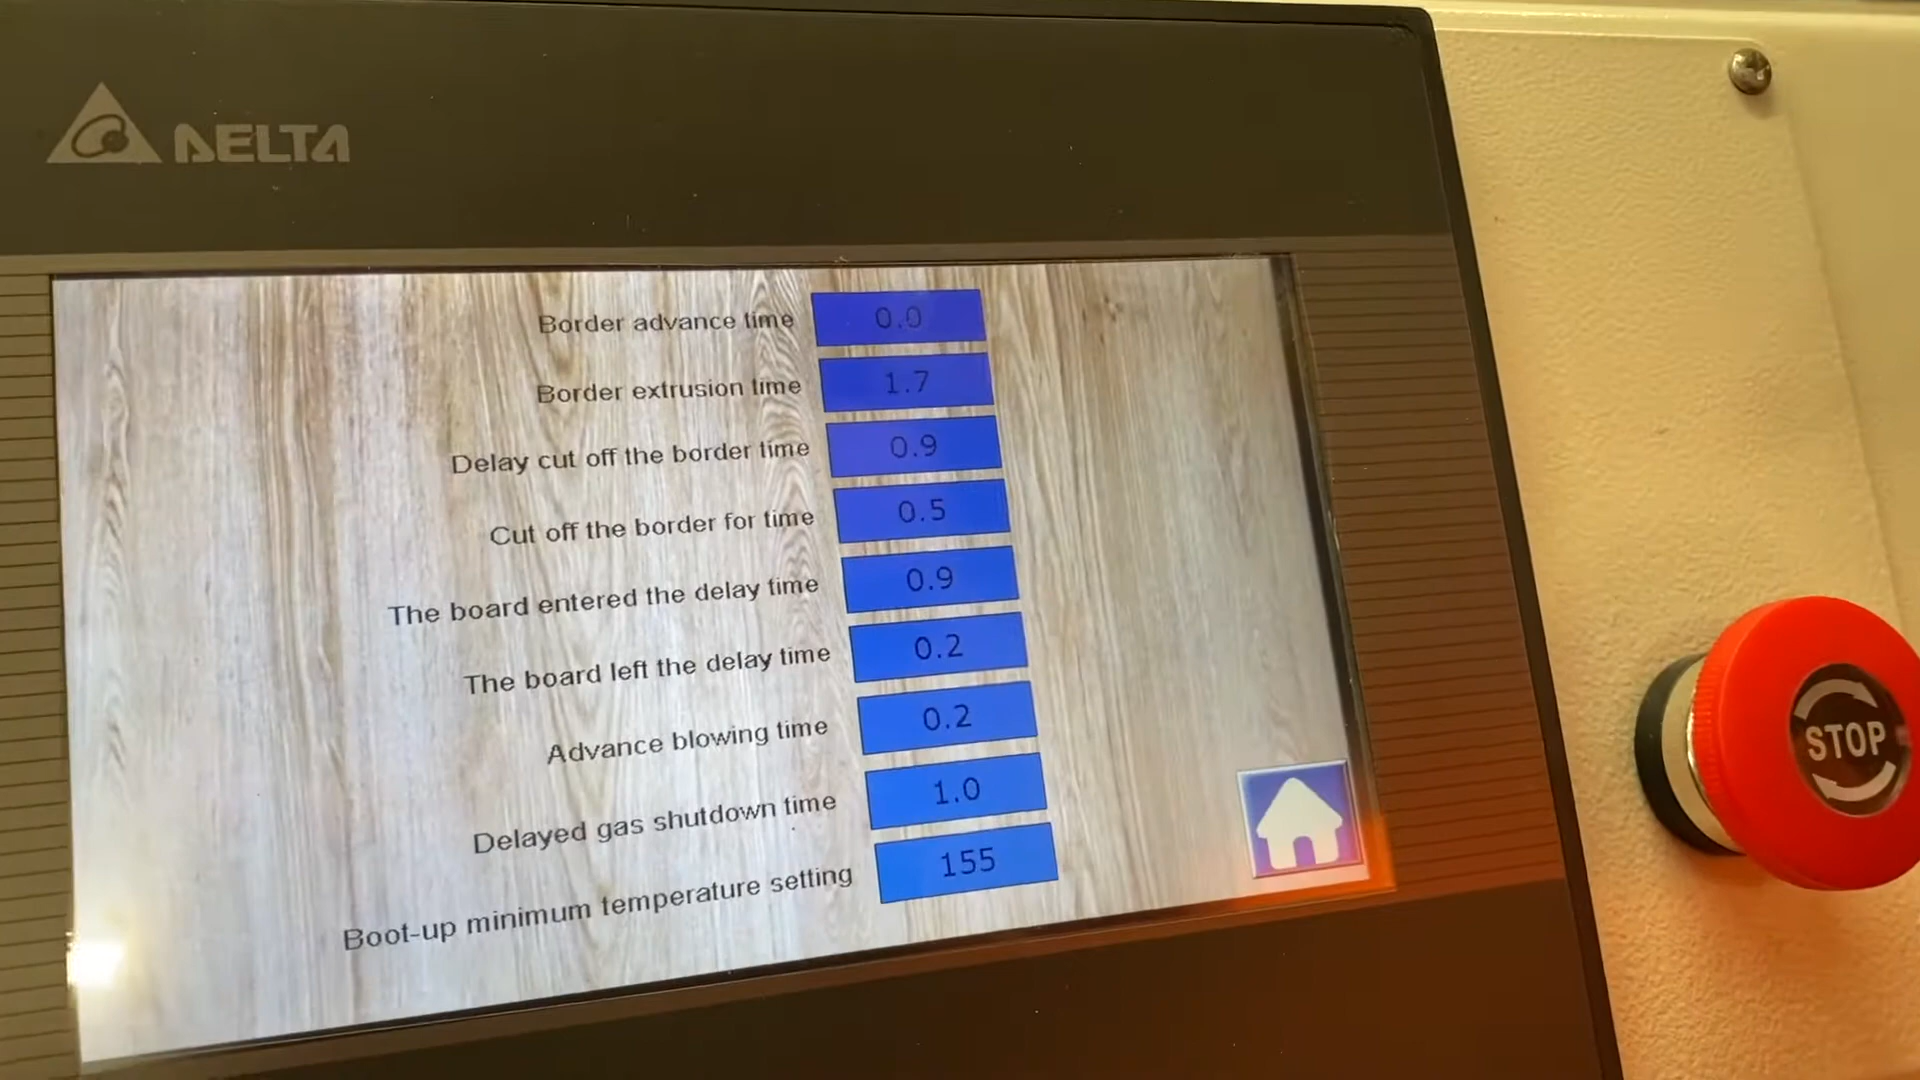 DELTA
Border advance time 0.0
Border extrusion time 1.7
Delay cut off the border time 0.9
Cut off the border for time 0.5
The board entered the delay time 0.9
The board left the delay time 0.2
Advance blowing time 0.2
Delayed gas shutdown time 1.0
Boot-up minimum temperature setting 155
STOP